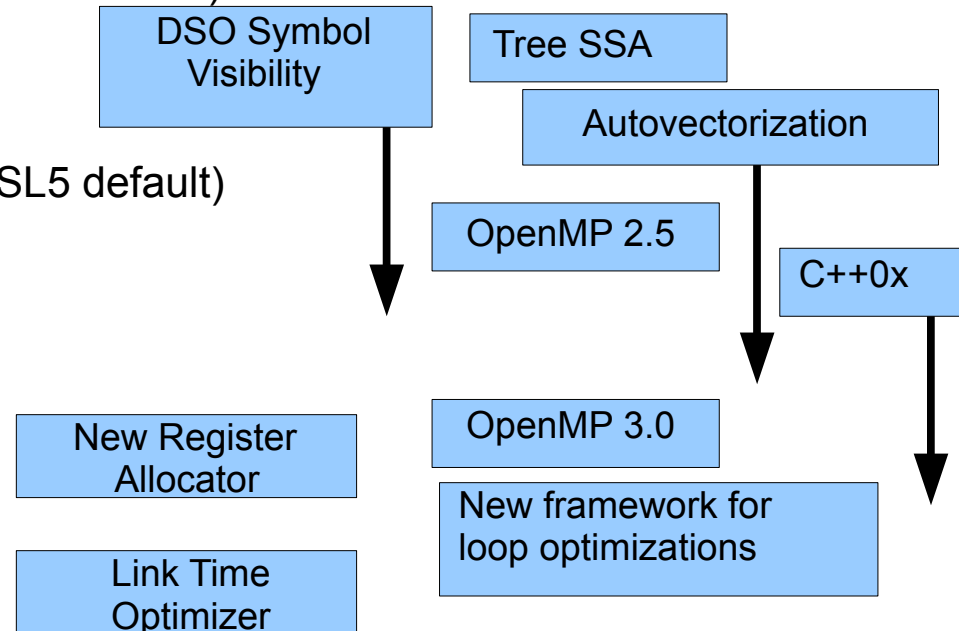 )
DSO Symbol
Visibility
Tree SSA
Autovectorization
SL5 default)
OpenMP 2.5
C++0x
OpenMP 3.0
New Register
Allocator
New framework for
loop optimizations
Link Time
Optimizer